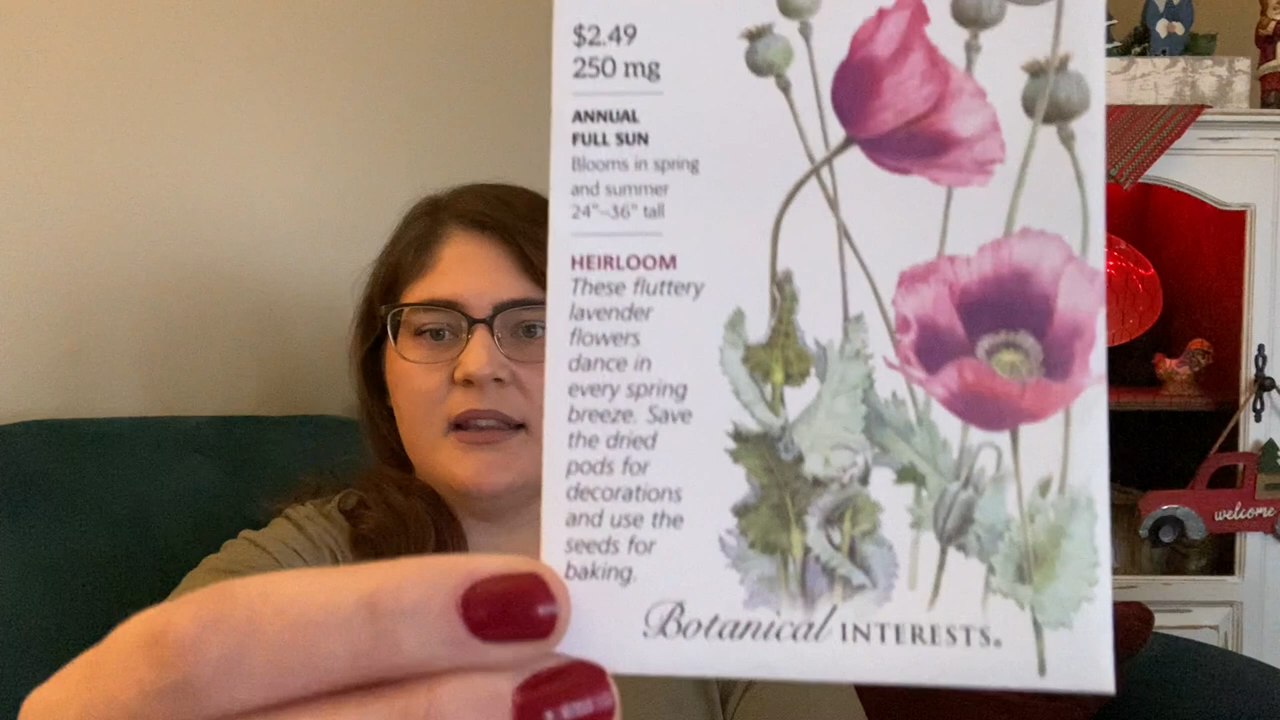 $2.49
250 mg
ANNUAL
FULL SUN
Blooms in spring
and summer
24"–36" tall
HEIRLOOM
These fluttery
lavender
flowers
dance in
every spring
breeze. Save
the dried
pods for
decorations
and use the
seeds for
baking.
Botanical INTERESTS®
welcome